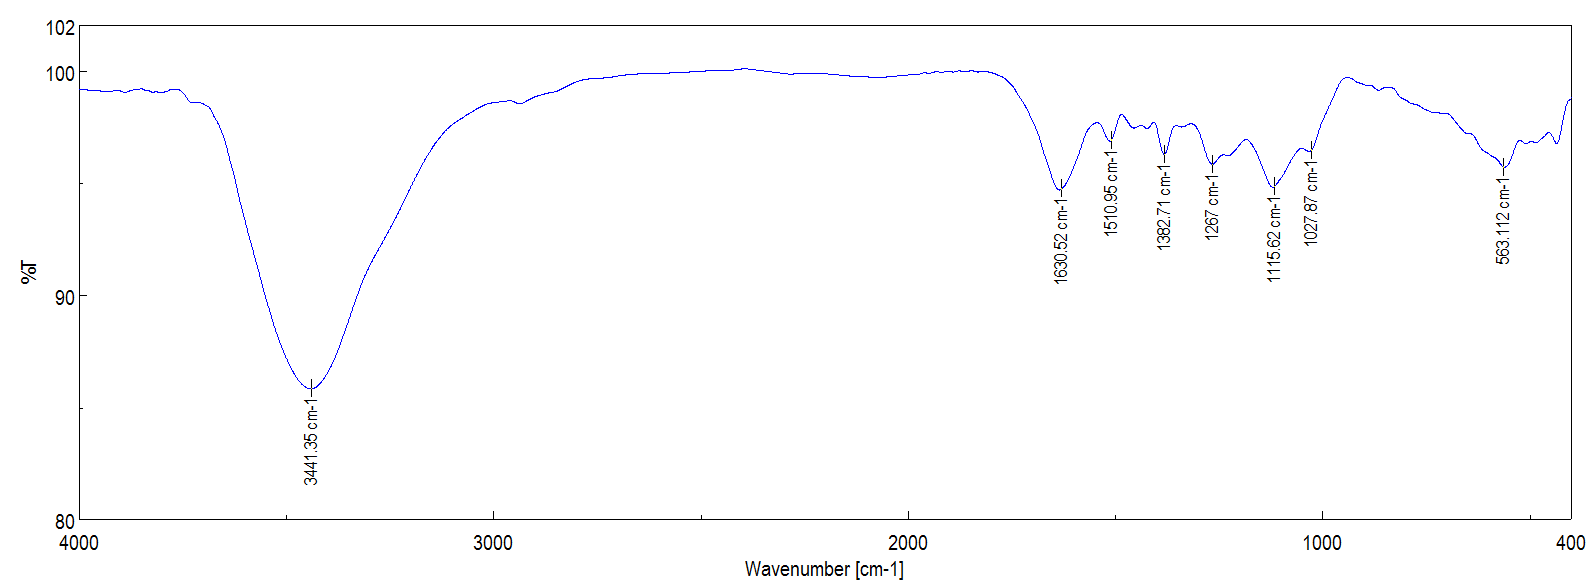 102
100
90
80
%T
4000
3000
2000
1000
400
Wavenumber [cm-1]
3441.35 cm-1
1630.52 cm-1
1510.95 cm-1
1382.71 cm-1
1267 cm-1
1115.62 cm-1
1027.87 cm-1
563.112 cm-1